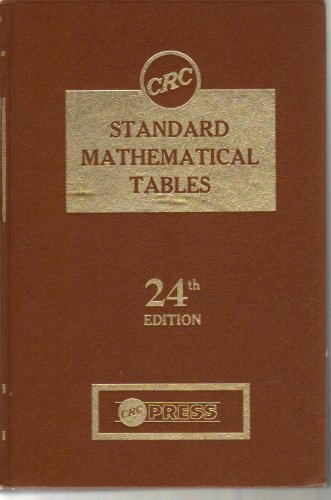 CRC
STANDARD
MATHEMATICAL
TABLES
24th
EDITION
CRC PRESS